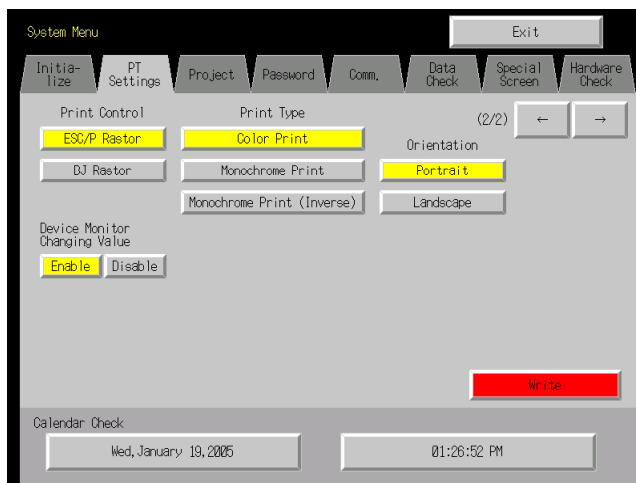 System Menu
Exit
Initia-
lize
PT
Settings
Project
Password
Comm.
Data
Check
Special
Screen
Hardware
Check
Print Control
Print Type
(2/2)
←
→
ESC/P Rastor
Color Print
Orientation
DJ Rastor
Monochrome Print
Portrait
Monochrome Print (Inverse)
Landscape
Device Monitor
Changing Value
Enable
Disable
Write
Calendar Check
Wed,January 19,2005
01:26:52 PM